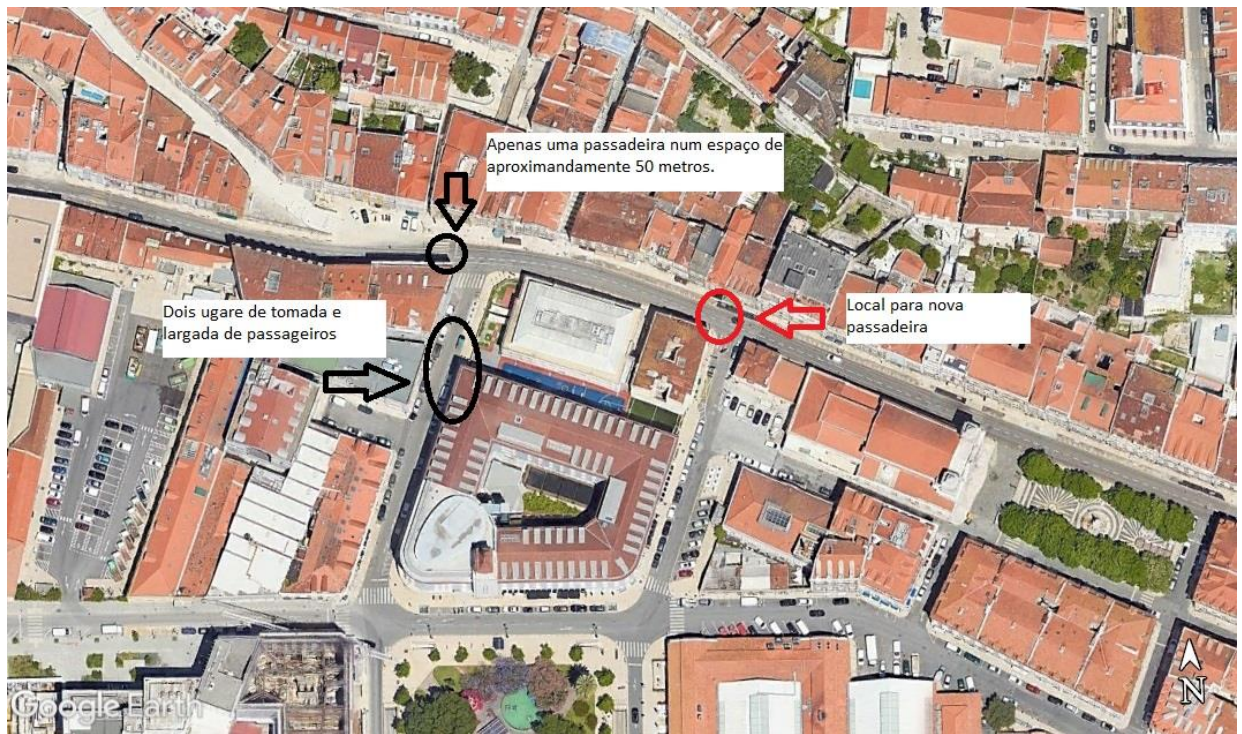 Apenas uma passadeira num espaço de
aproximandamente 50 metros.
Dois ugare de tomada e
largada de passageiros
Local para nova
passadeira
Google Earth
N